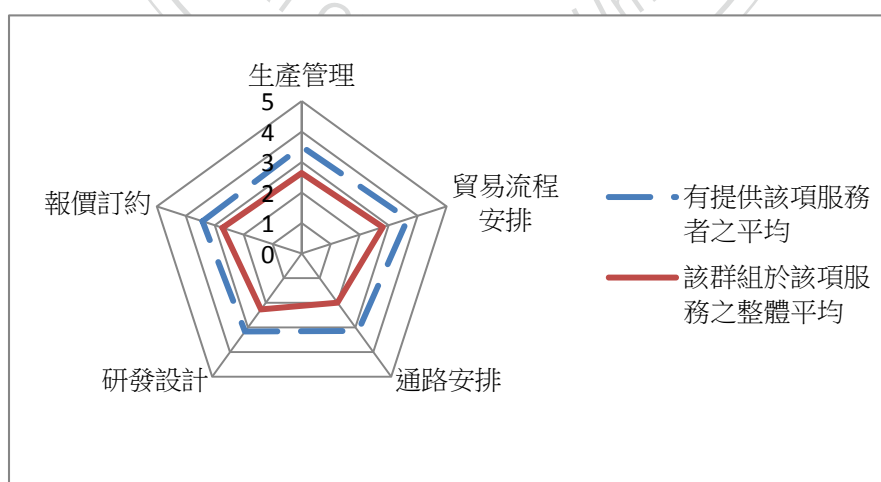 生產管理
5
4
3
2
1
0
貿易流程
安排
通路安排
研發設計
報價訂約
有提供該項服務
者之平均
該群組於該項服
務之整體平均